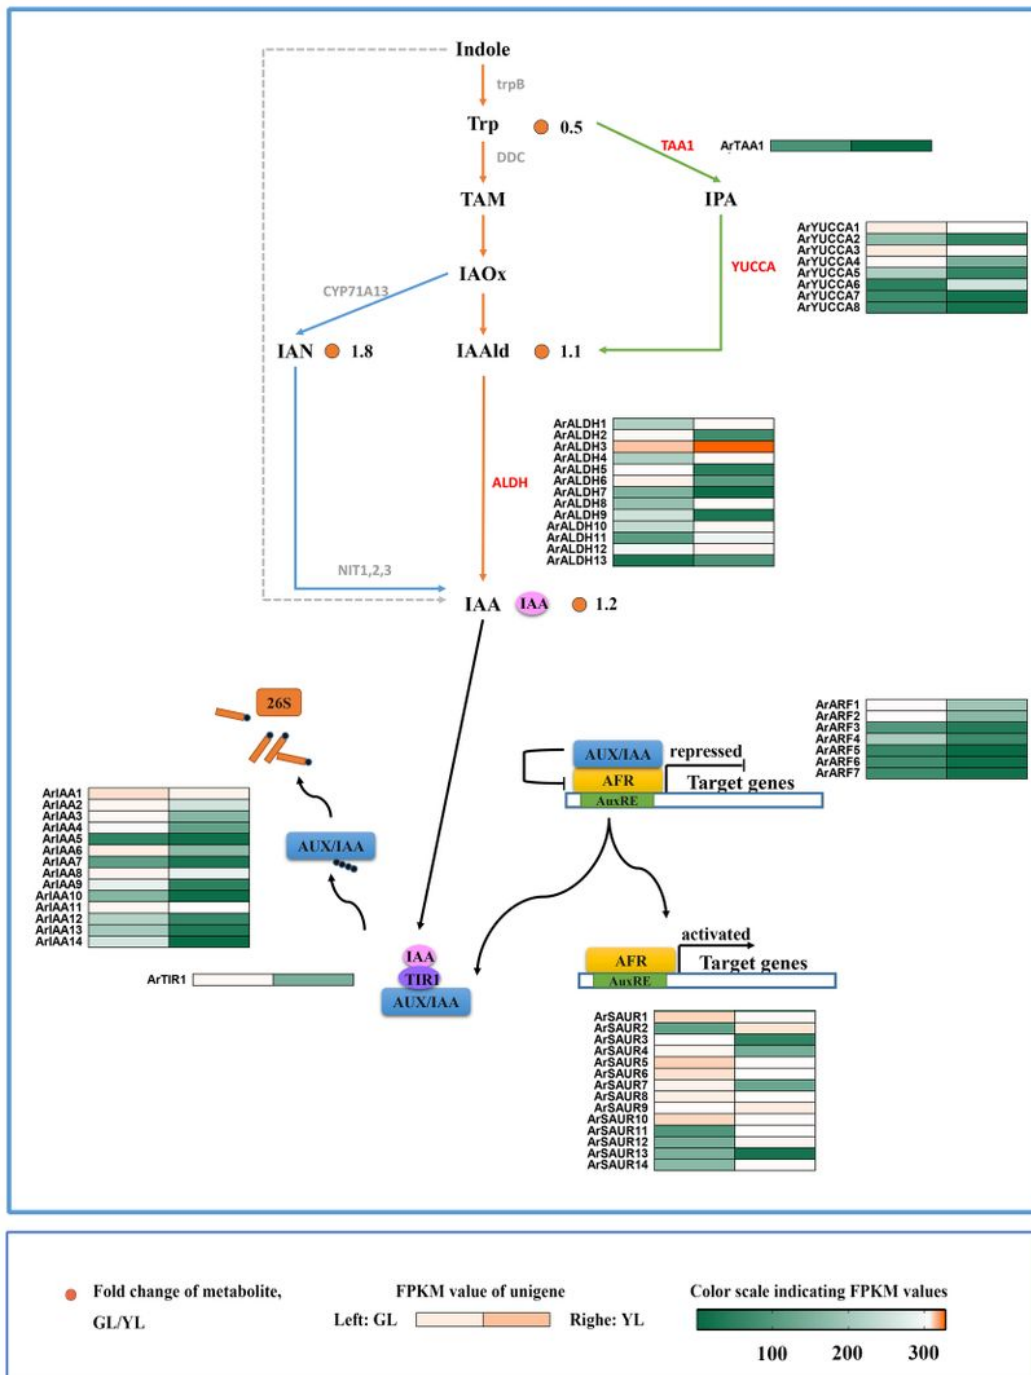 Indole
trpB
Trp
0.5
TAA1
ArTAA1
DDC
TAM
IPA
ArYUCCA1
ArYUCCA2
ArYUCCA3
ArYUCCA4
ArYUCCA5
ArYUCCA6
ArYUCCA7
ArYUCCA8
YUCCA
IAOx
CYP71A13
IAN
1.8
IAAld
1.1
ArALDH1
ArALDH2
ArALDH3
ArALDH4
ArALDH5
ArALDH6
ArALDH7
ArALDH8
ArALDH9
ArALDH10
ArALDH11
ArALDH12
ArALDH13
ALDH
NIT1,2,3
IAA
IAA
1.2
26S
ArARF1
ArARF2
ArARF3
ArARF4
ArARF5
ArARF6
ArARF7
AUX/IAA
repressed
AFR
Target genes
AuxRE
ArIAA1
ArIAA2
ArIAA3
ArIAA4
ArIAA5
ArIAA6
ArIAA7
ArIAA8
ArIAA9
ArIAA10
ArIAA11
ArIAA12
ArIAA13
ArIAA14
AUX/IAA
ArTIR1
IAA
TIR1
AUX/IAA
activated
AFR
Target genes
AuxRE
ArSAUR1
ArSAUR2
ArSAUR3
ArSAUR4
ArSAUR5
ArSAUR6
ArSAUR7
ArSAUR8
ArSAUR9
ArSAUR10
ArSAUR11
ArSAUR12
ArSAUR13
ArSAUR14
Fold change of metabolite,
GL/YL
FPKM value of unigene
Left: GL
Righe: YL
Color scale indicating FPKM values
100 200 300